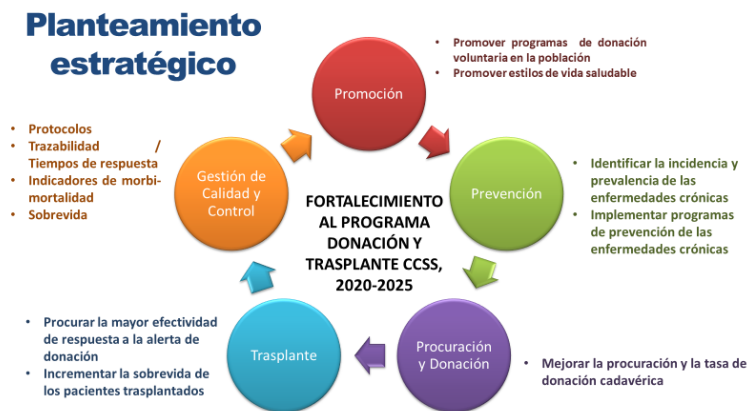 Planteamiento
estratégico
Promoción
• Promover programas de donación
voluntaria en la población
• Promover estilos de vida saludable
Prevención
• Identificar la incidencia y
prevalencia de las
enfermedades crónicas
• Implementar programas
de prevención de las
enfermedades crónicas
Procuración
y Donación
• Mejorar la procuración y la tasa de
donación cadavérica
Trasplante
• Procurar la mayor efectividad
de respuesta a la alerta de
donación
• Incrementar la sobrevida de
los pacientes trasplantados
Gestión de
Calidad y
Control
• Protocolos
• Trazabilidad /
Tiempos de respuesta
• Indicadores de morbi-
mortalidad
• Sobrevida
FORTALECIMIENTO
AL PROGRAMA
DONACIÓN Y
TRASPLANTE CCSS,
2020-2025